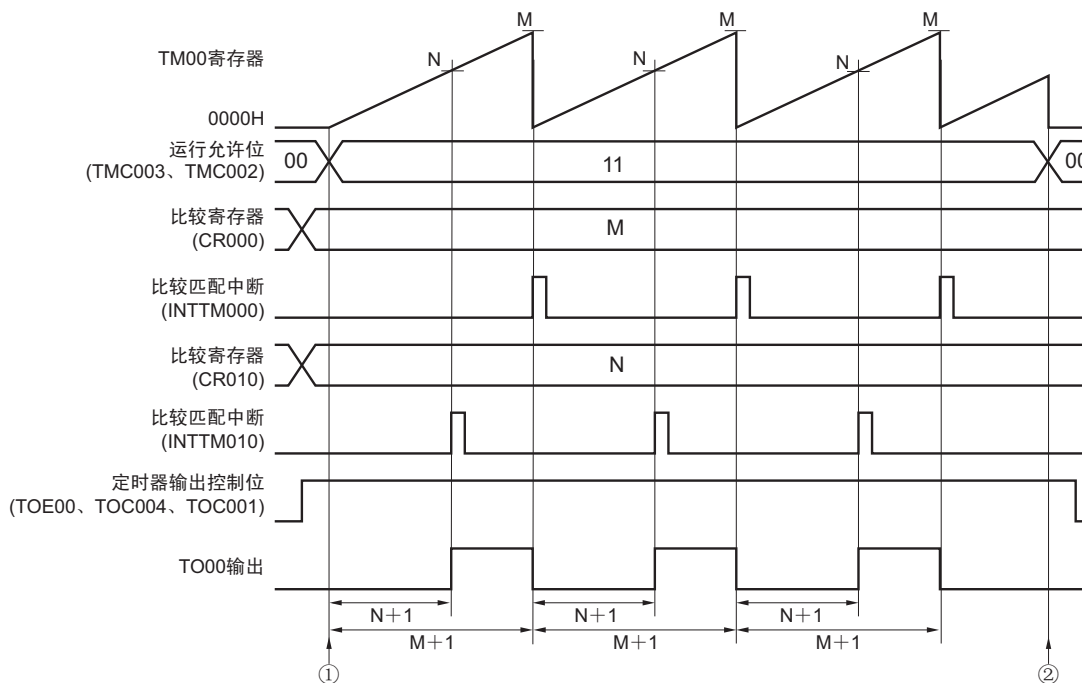 M
M
M
TM00寄存器
N
N
N
0000H
运行允许位
(TMC003、TMC002)
00
11
00
比较寄存器
(CR000)
M
比较匹配中断
(INTTM000)
比较寄存器
(CR010)
N
比较匹配中断
(INTTM010)
定时器输出控制位
(TOE00、TOC004、TOC001)
TO00输出
N+1
N+1
N+1
M+1
M+1
M+1
①
②